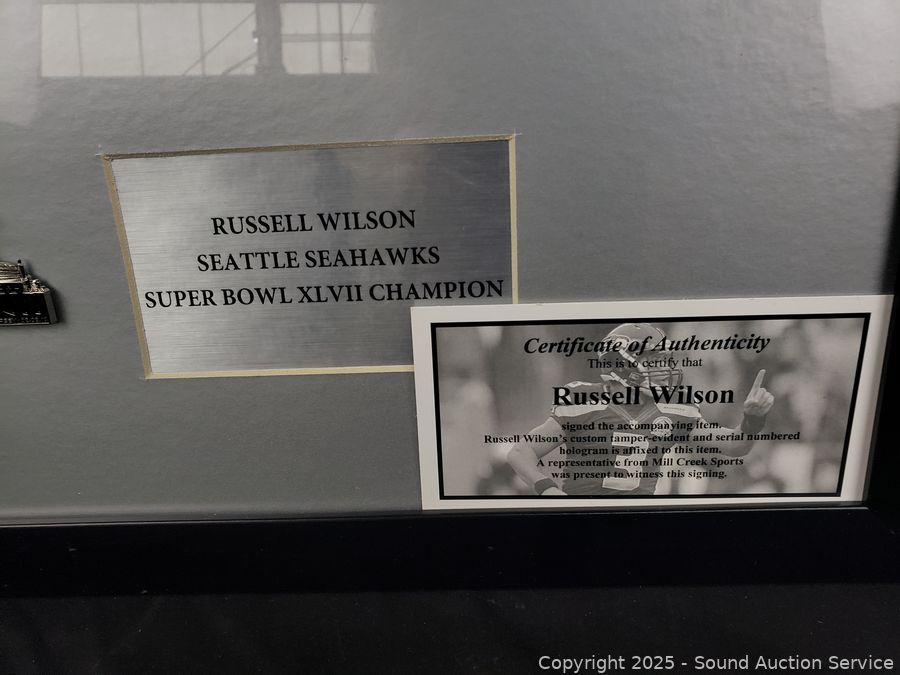 RUSSELL WILSON
SEATTLE SEAHAWKS
SUPER BOWL XLVII CHAMPION
Certificate of Authenticity
This is to certify that
Russell Wilson
signed the accompanying item.
Russell Wilson's custom tamper-evident and serial numbered
hologram is affixed to this item.
A representative from Mill Creek Sports
was present to witness this signing.
Copyright 2025 - Sound Auction Service